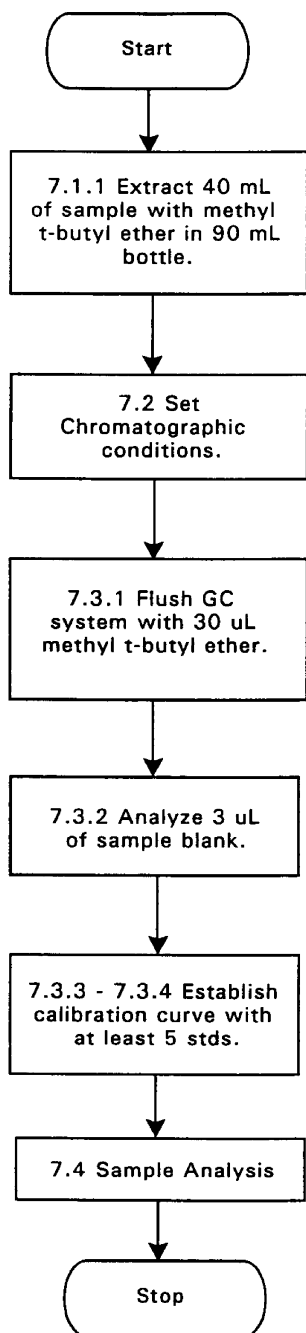 Start
7.1.1 Extract 40 mL
of sample with methyl
t-butyl ether in 90 mL
bottle.
7.2 Set
Chromatographic
conditions.
7.3.1 Flush GC
system with 30 uL
methyl t-butyl ether.
7.3.2 Analyze 3 uL
of sample blank.
7.3.3 - 7.3.4 Establish
calibration curve with
at least 5 stds.
7.4 Sample Analysis
Stop